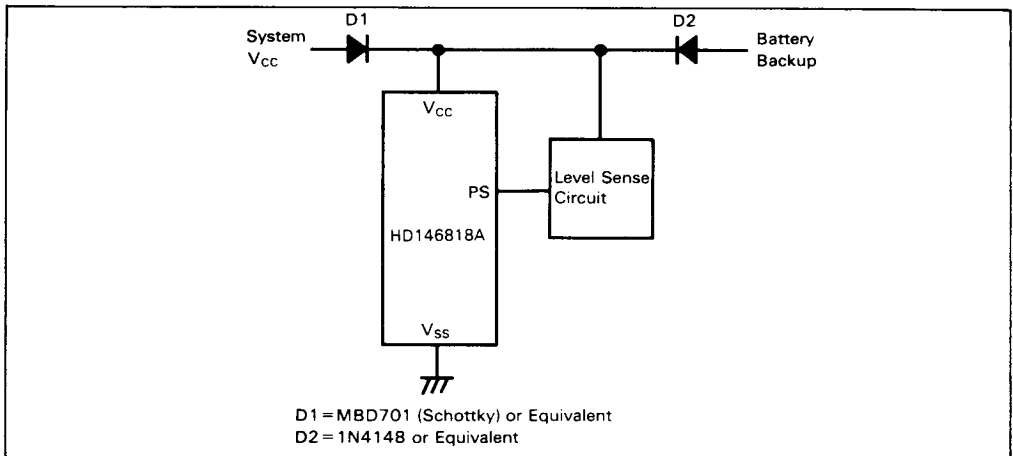 D1
D2
System
VCC
Battery
Backup
VCC
Level Sense
Circuit
PS
HD146818A
VSS
D1=MBD701 (Schottky) or Equivalent
D2=1N4148 or Equivalent